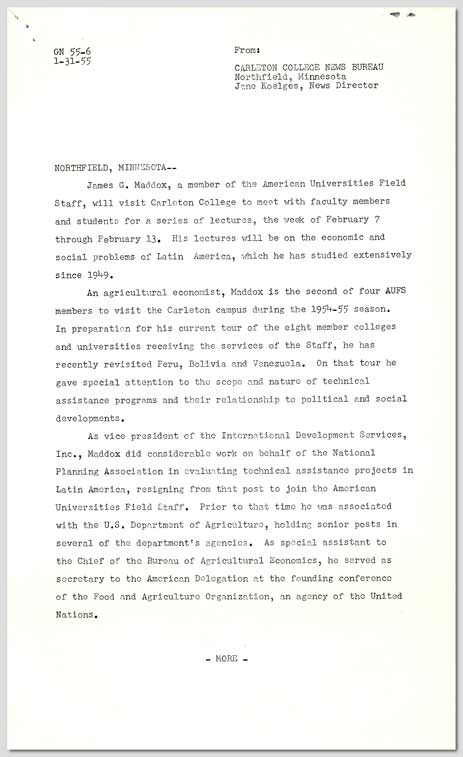 GN 55-6
1-31-55
From:
CARLETON COLLEGE NEWS BUREAU
Northfield, Minnesota
Jane Koelges, News Director
NORTHFIELD, MINNESOTA--
James G. Maddox, a member of the American Universities Field
Staff, will visit Carleton College to meet with faculty members
and students for a series of lectures, the week of February 7
through February 13. His lectures will be on the economic and
social problems of Latin America, which he has studied extensively
since 1949.
An agricultural economist, Maddox is the second of four AUFS
members to visit the Carleton campus during the 1954-55 season.
In preparation for his current tour of the eight member colleges
and universities receiving the services of the Staff, he has
recently revisited Peru, Bolivia and Venezuela. On that tour he
gave special attention to the scope and nature of technical
assistance programs and their relationship to political and social
developments.
As vice president of the International Development Services,
Inc., Maddox did considerable work on behalf of the National
Planning Association in evaluating technical assistance projects in
Latin America, resigning from that post to join the American
Universities Field Staff. Prior to that time he was associated
with the U.S. Department of Agriculture, holding senior posts in
several of the department's agencies. As special assistant to
the Chief of the Bureau of Agricultural Economics, he served as
secretary to the American Delegation at the founding conference
of the Food and Agriculture Organization, an agency of the United
Nations.
- MORE -